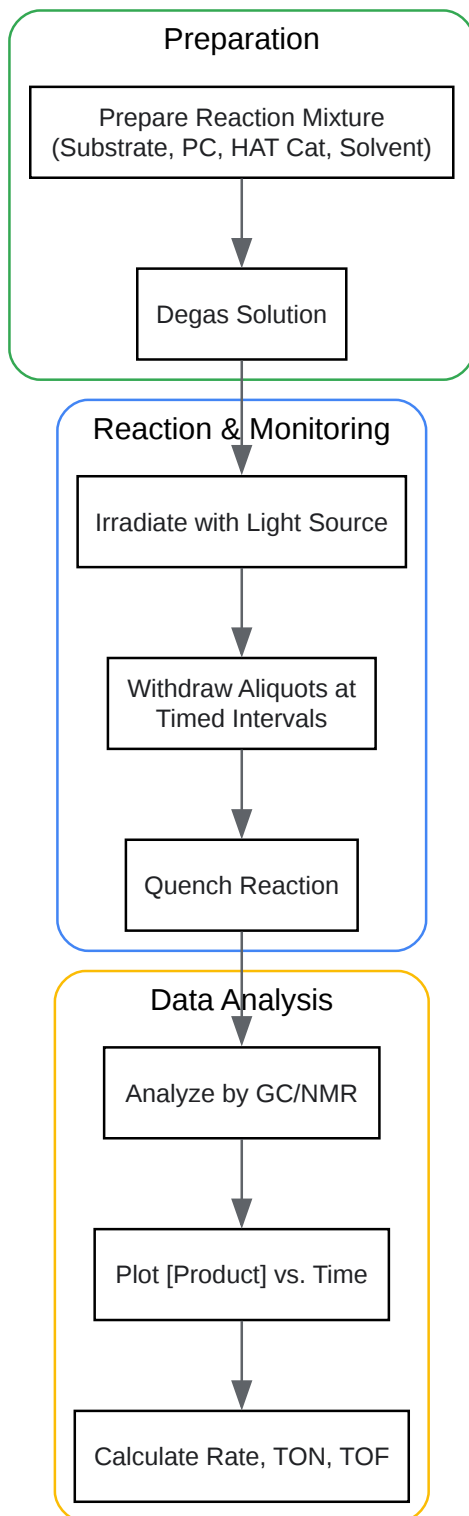 Preparation
Prepare Reaction Mixture
(Substrate, PC, HAT Cat, Solvent)
Degas Solution
Reaction & Monitoring
Irradiate with Light Source
Withdraw Aliquots at
Timed Intervals
Quench Reaction
Data Analysis
Analyze by GC/NMR
Plot [Product] vs. Time
Calculate Rate, TON, TOF